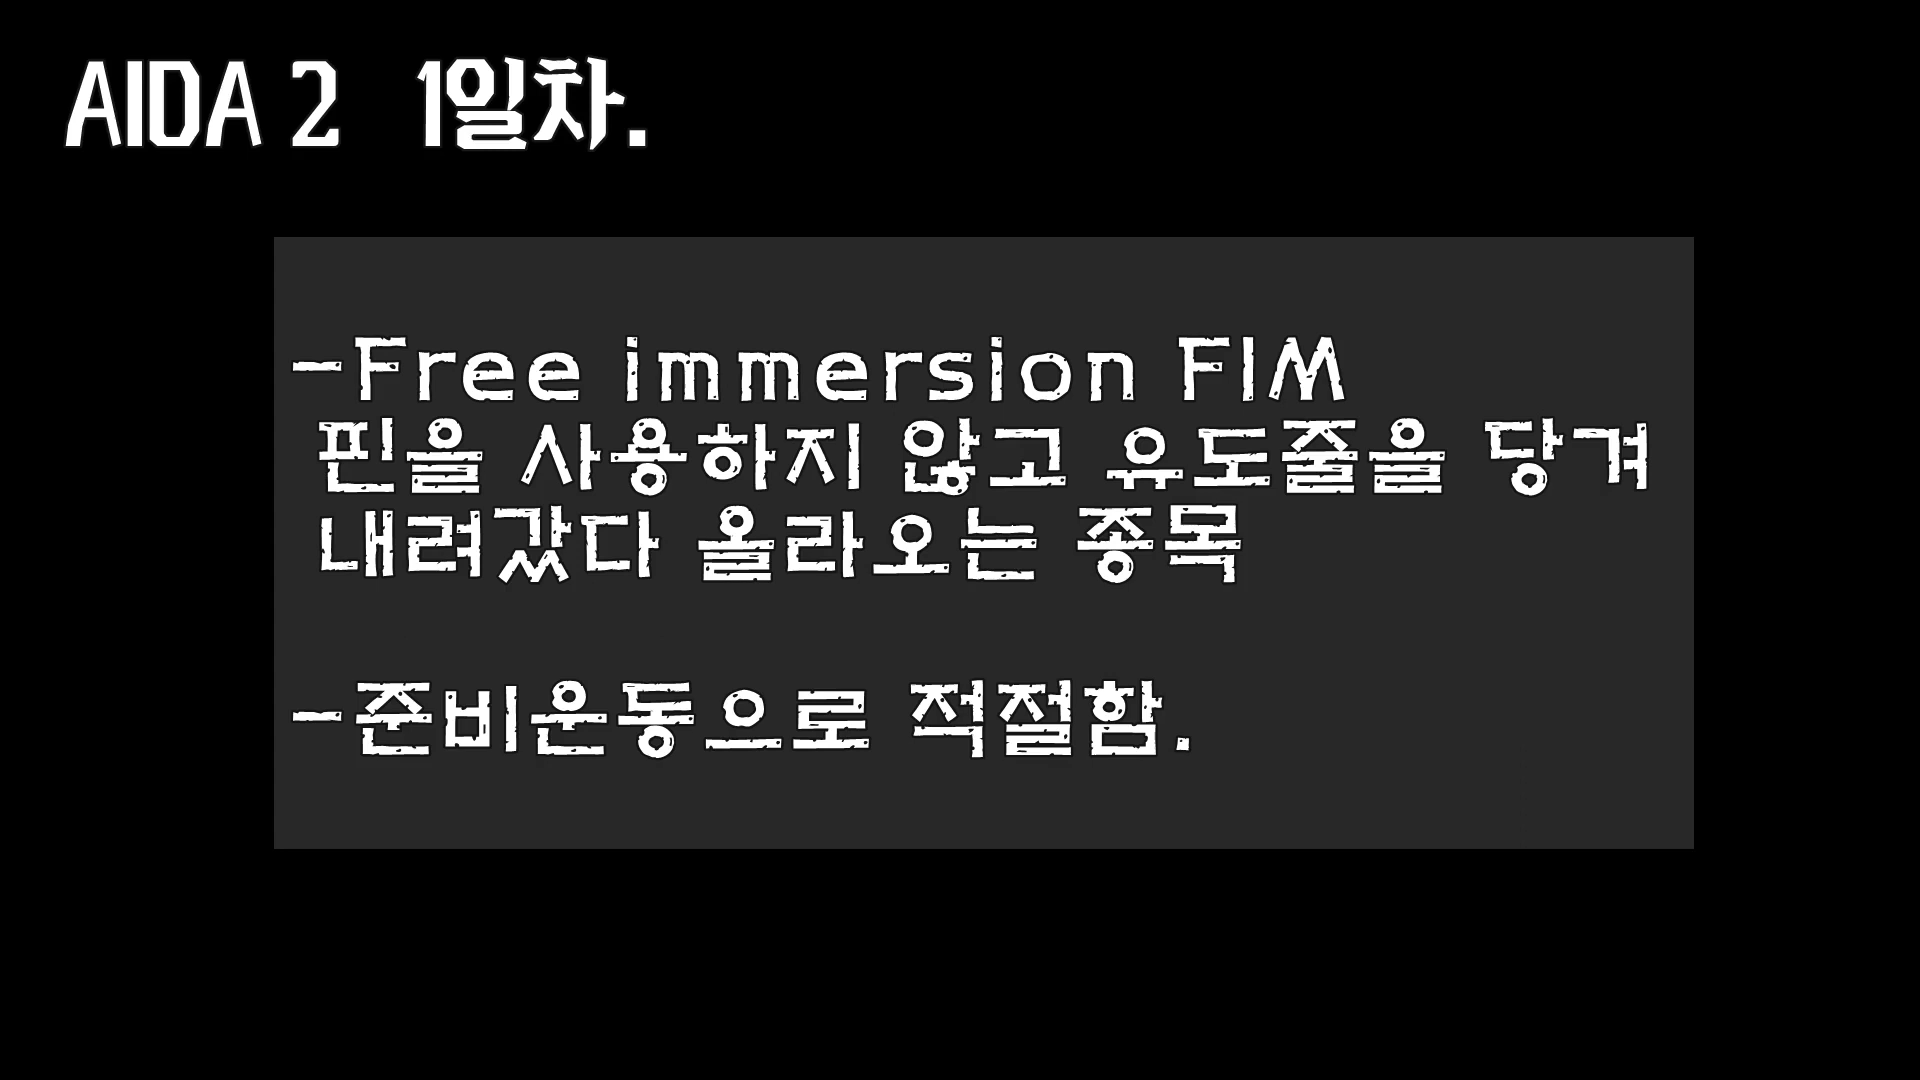 AIDA 2 1일차.
-Free immersion FIM
핀을 사용하지 않고 유도줄을 당겨
내려갔다 올라오는 종목
-준비운동으로 적절함.